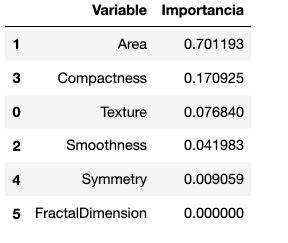 Variable Importancia
1 Area 0.701193
3 Compactness 0.170925
0 Texture 0.076840
2 Smoothness 0.041983
4 Symmetry 0.009059
5 FractalDimension 0.000000